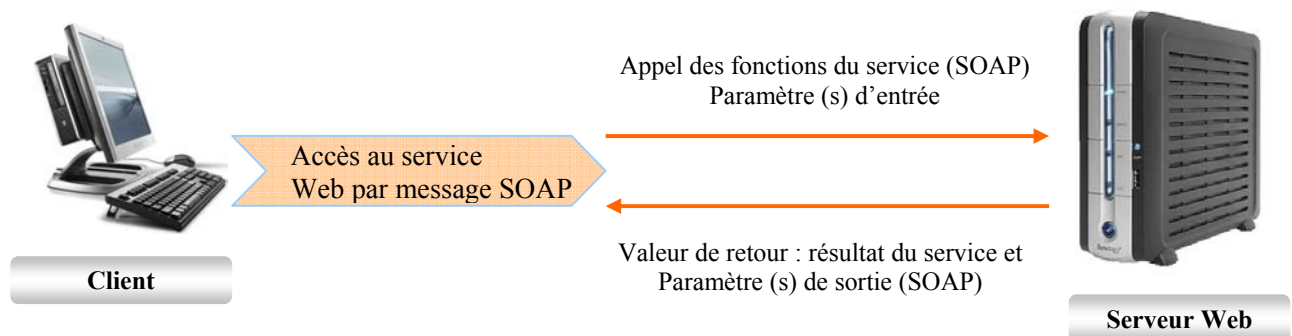 Appel des fonctions du service (SOAP)
Paramètre (s) d'entrée
Accès au service
Web par message SOAP
Valeur de retour : résultat du service et
Paramètre (s) de sortie (SOAP)
Client
Synology
Serveur Web